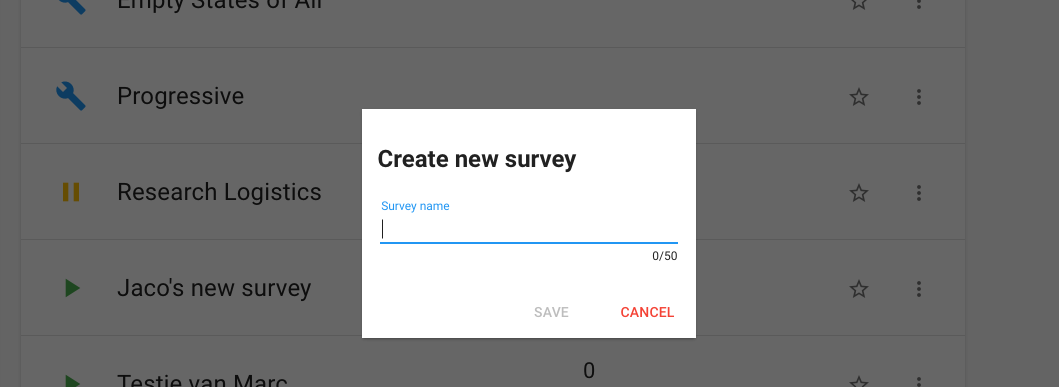 Empty States of All
Progressive
Create new survey
Research Logistics
Survey name
0/50
Jaco's new survey
SAVE CANCEL
0
Testie van Marc